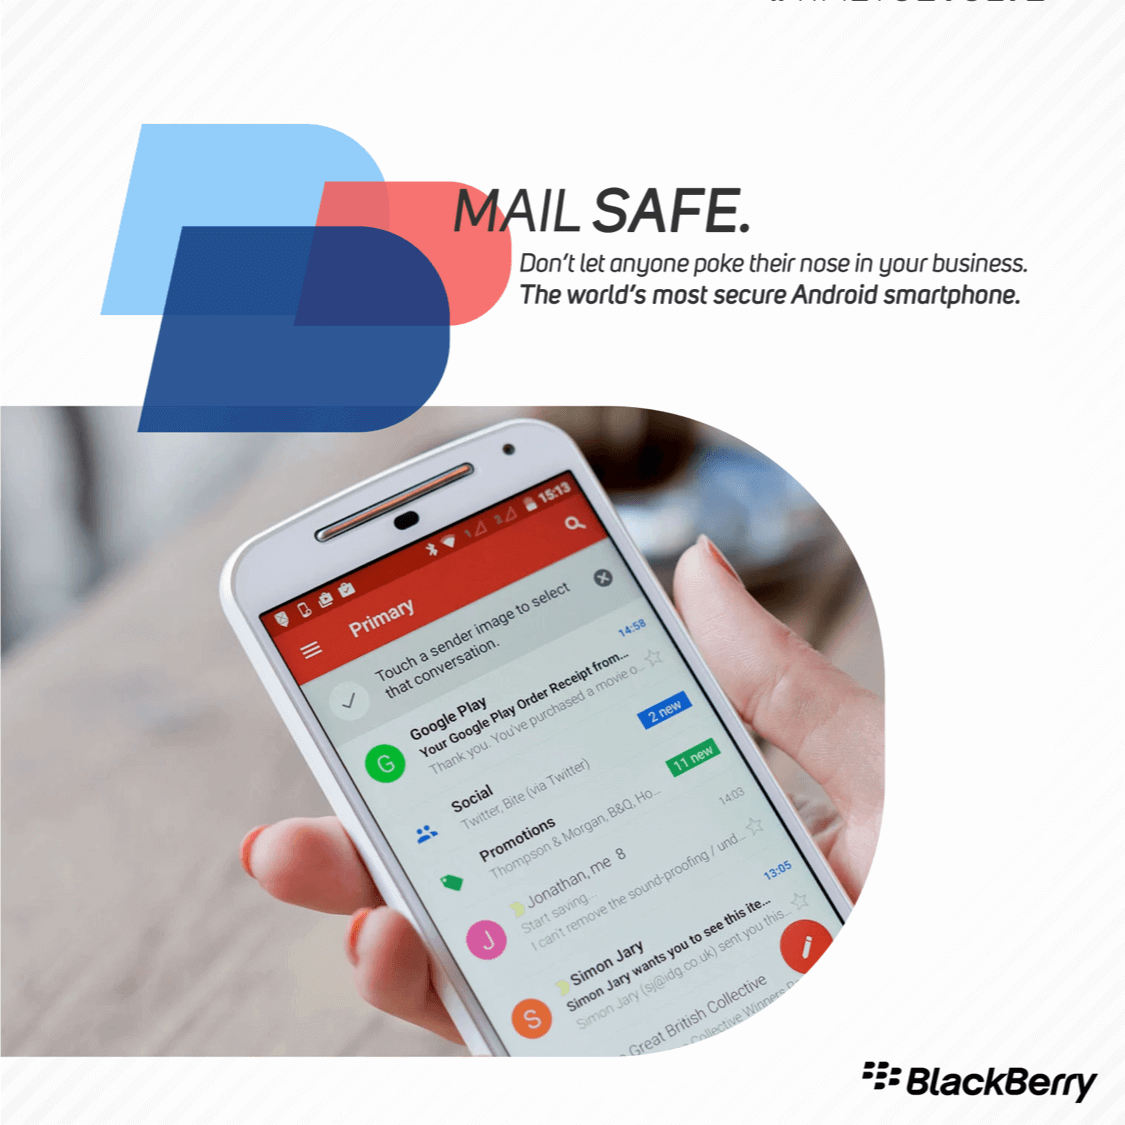 MAIL SAFE.
Don't let anyone poke their nose in your business.
The world's most secure Android smartphone.
15:13
Primary
Touch a sender image to select
that conversation.
14:58
Google Play
Your Google Play Order Receipt from...
Thank you. You've purchased a movie o...
2 new
Social
Twitter, Bite (via Twitter)
11 new
Promotions
Thompson & Morgan, B&Q, Ho...
14:03
Jonathan, me 8
Start saving...
I can't remove the sound-proofing / und...
13:05
Simon Jary
Simon Jary wants you to see this ite...
Simon Jary (sj@idg.co.uk) sent you this...
Great British Collective
Collective Winners
G
J
S
BlackBerry